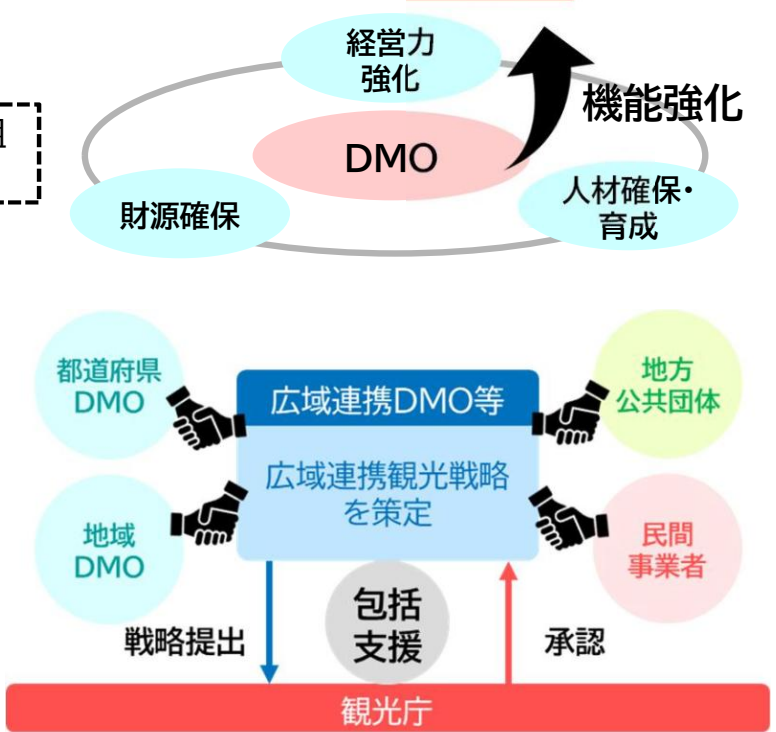 経営力
強化
機能強化
DMO
財源確保
人材確保・
育成
都道府県
DMO
地方
公共団体
広域連携DMO等
広域連携観光戦略
を策定
地域
DMO
民間
事業者
戦略提出
包括
支援
承認
観光庁